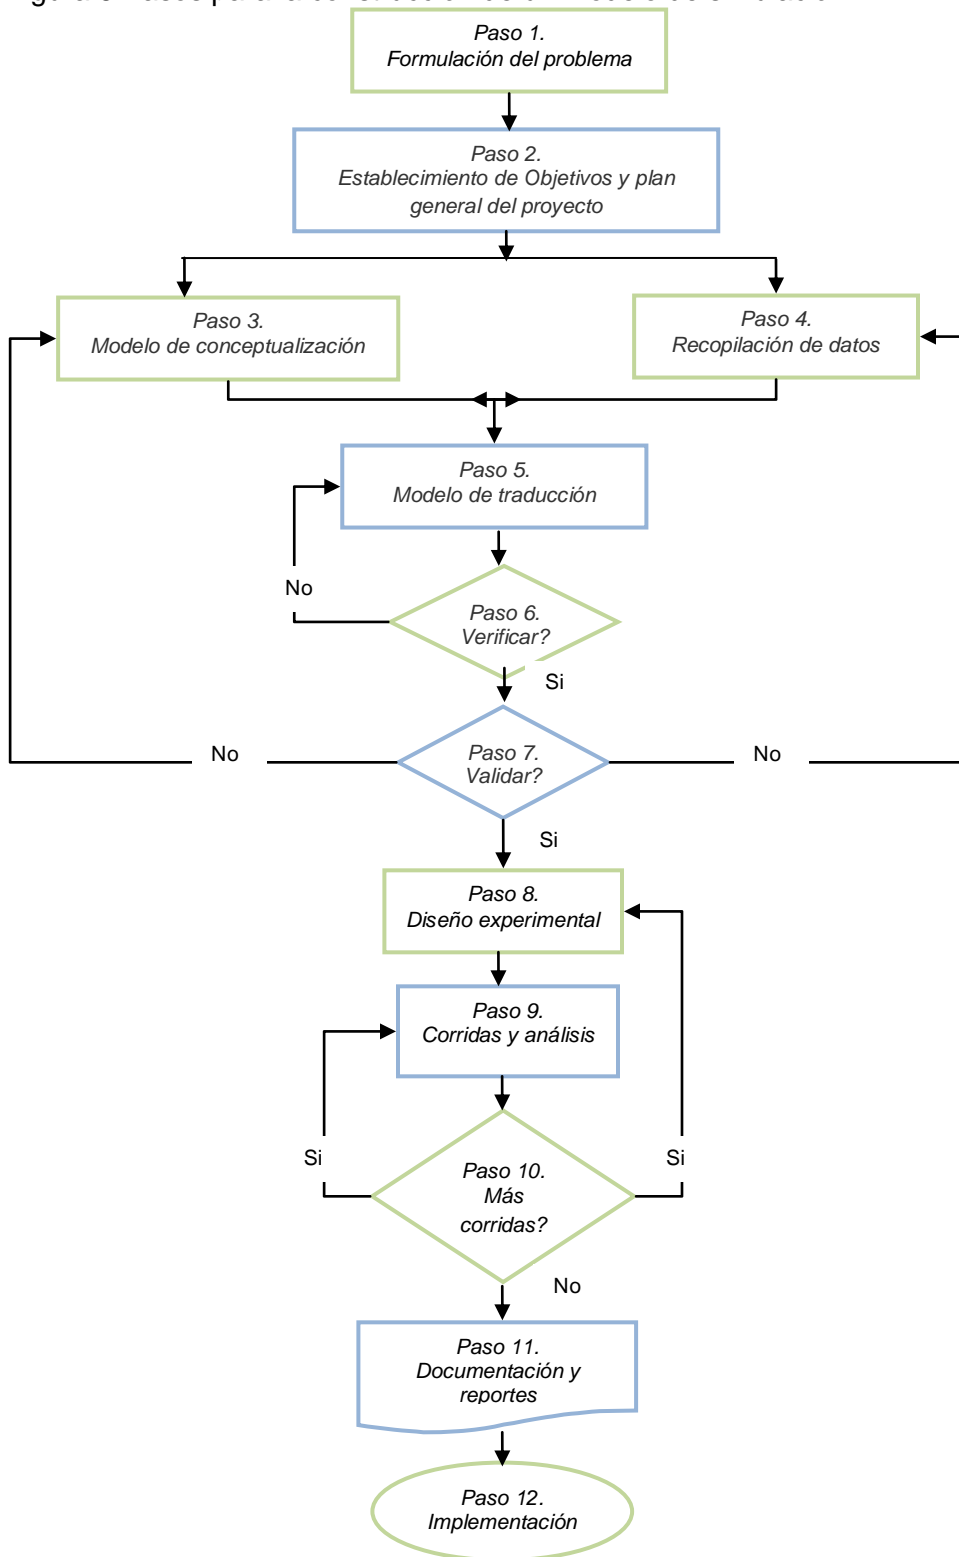 Paso 1.
Formulación del problema
Paso 2.
Establecimiento de Objetivos y plan
general del proyecto
Paso 3.
Modelo de conceptualización
Paso 4.
Recopilación de datos
Paso 5.
Modelo de traducción
No
Paso 6.
Verificar?
Si
No
Paso 7.
Validar?
No
Si
Paso 8.
Diseño experimental
Paso 9.
Corridas y análisis
Si
Paso 10.
Más
corridas?
Si
No
Paso 11.
Documentación y
reportes
Paso 12.
Implementación